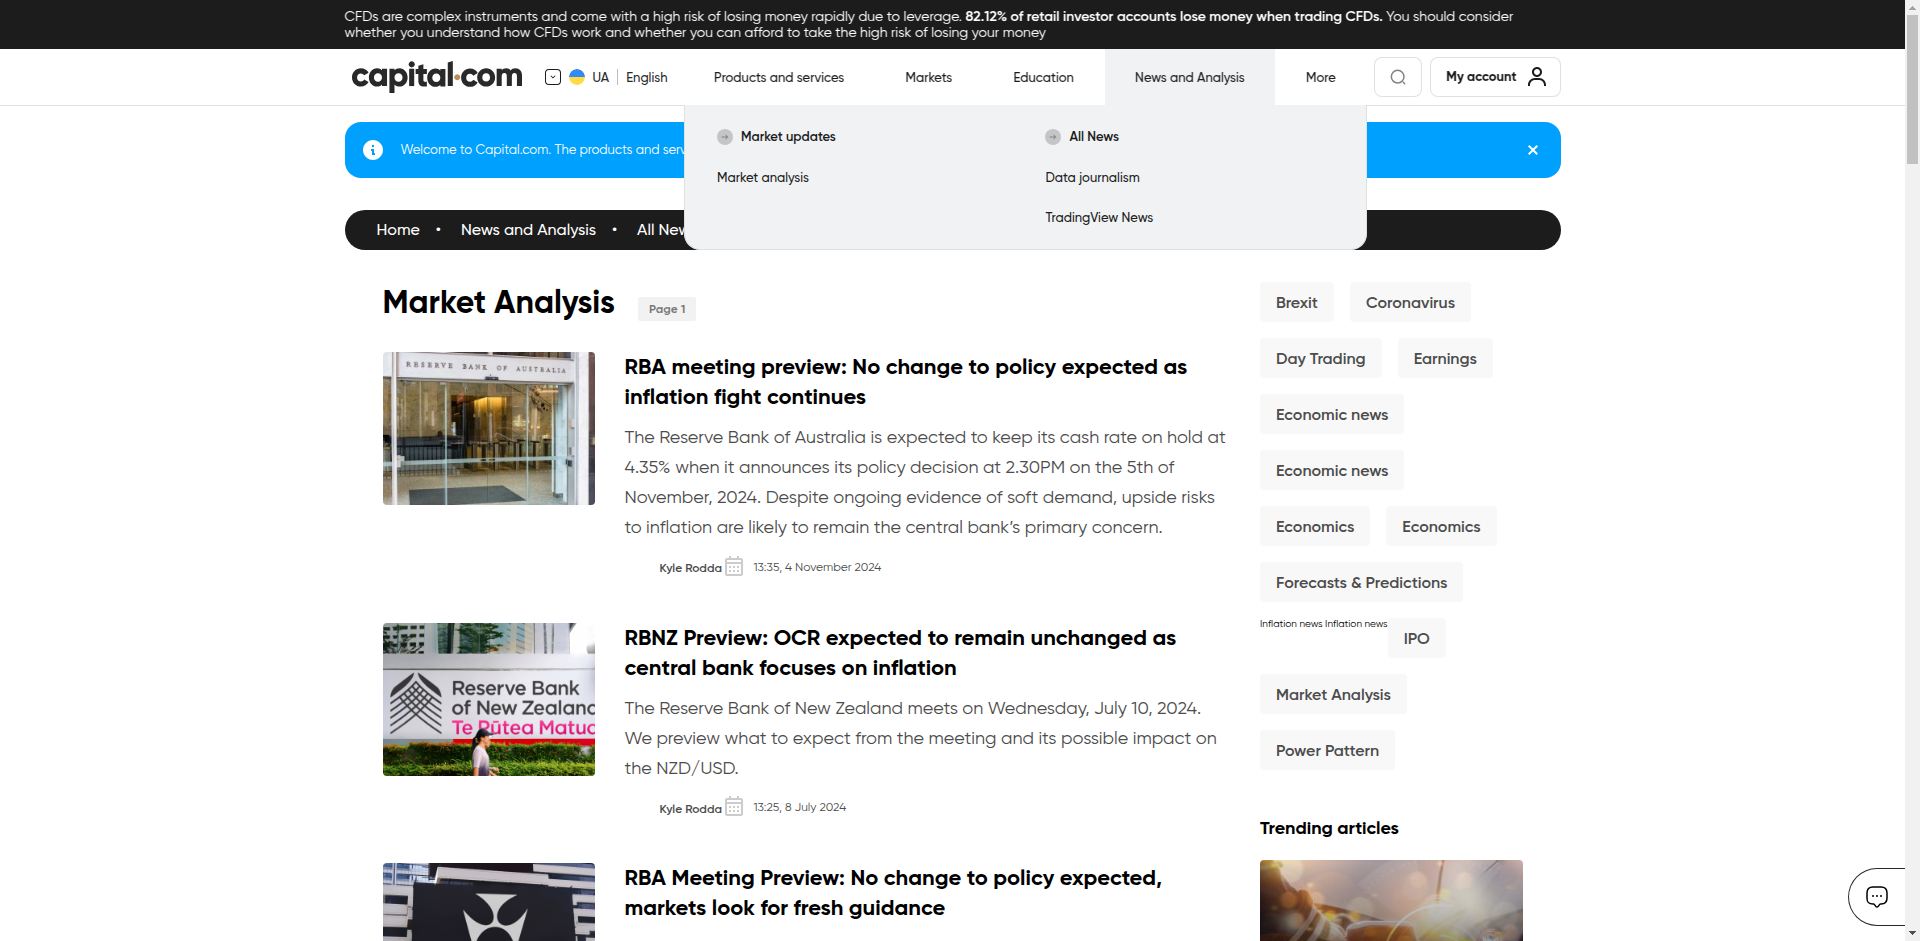 CFDs are complex instruments and come with a high risk of losing money rapidly due to leverage. 82.12% of retail investor accounts lose money when trading CFDs. You should consider
whether you understand how CFDs work and whether you can afford to take the high risk of losing your money
capital.com
UA | English
Products and services
Markets
Education
News and Analysis
More
My account
Market updates
All News
Market analysis
Data journalism
TradingView News
Welcome to Capital.com. The products and serv
Home • News and Analysis • All New
Market Analysis
Page 1
RESERVE BANK OF AUSTRALIA
RBA meeting preview: No change to policy expected as
inflation fight continues
The Reserve Bank of Australia is expected to keep its cash rate on hold at
4.35% when it announces its policy decision at 2.30PM on the 5th of
November, 2024. Despite ongoing evidence of soft demand, upside risks
to inflation are likely to remain the central bank’s primary concern.
Kyle Rodda
13:35, 4 November 2024
Reserve Bank
of New Zealand
Te Pūtea Matua
RBNZ Preview: OCR expected to remain unchanged as
central bank focuses on inflation
The Reserve Bank of New Zealand meets on Wednesday, July 10, 2024.
We preview what to expect from the meeting and its possible impact on
the NZD/USD.
Kyle Rodda
13:25, 8 July 2024
RBA Meeting Preview: No change to policy expected,
markets look for fresh guidance
Brexit
Coronavirus
Day Trading
Earnings
Economic news
Economic news
Economics
Economics
Forecasts & Predictions
Inflation news Inflation news
IPO
Market Analysis
Power Pattern
Trending articles